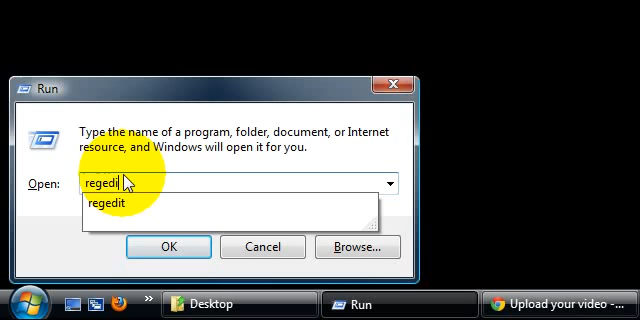 Run
Type the name of a program, folder, document, or Internet
resource, and Windows will open it for you.
Open:
regedi
regedit
OK
Cancel
Browse...
»
Desktop
Run
Upload your video -...